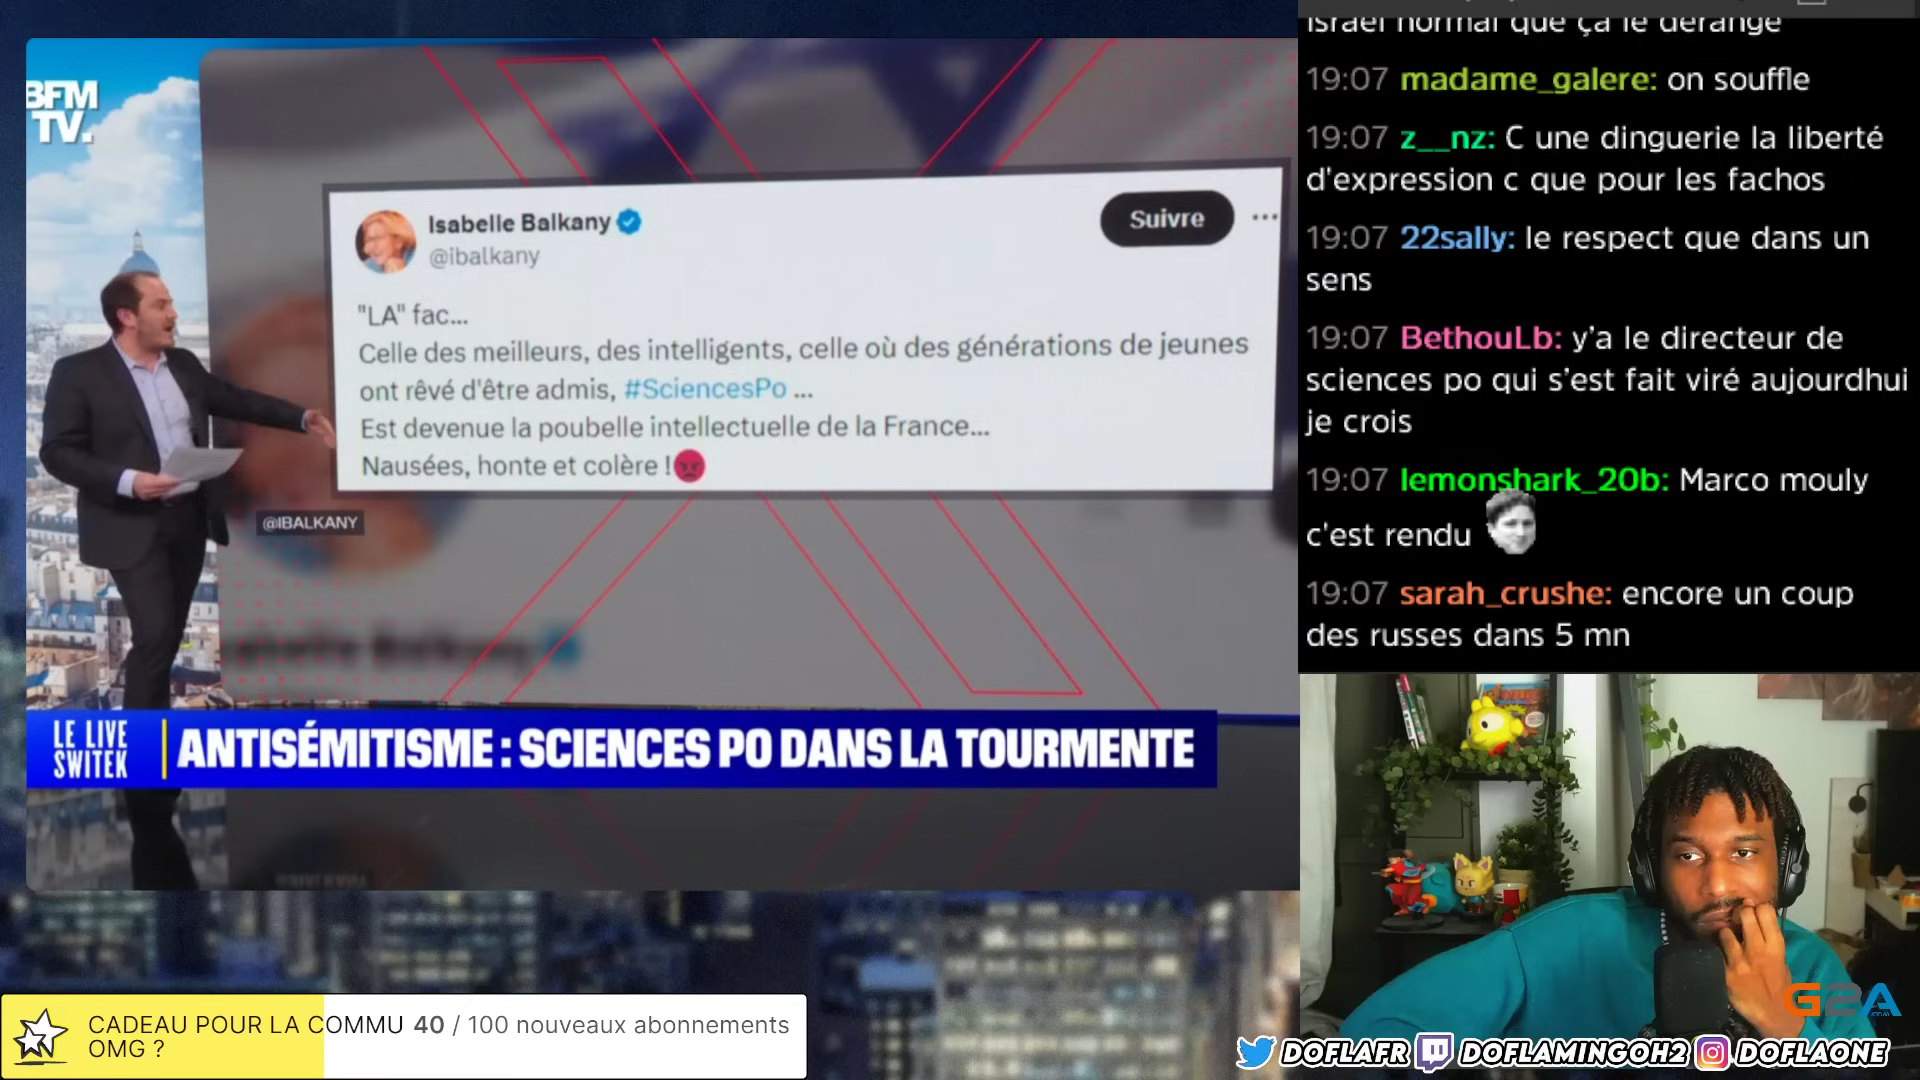 BFM
TV.
Isabelle Balkany
@ibalkany
Suivre
"LA" fac...
Celle des meilleurs, des intelligents, celle où des générations de jeunes
ont rêvé d'être admis, #SciencesPo ...
Est devenue la poubelle intellectuelle de la France...
Nausées, honte et colère !
@IBALKANY
LE LIVE
SWITEK
ANTISÉMITISME : SCIENCES PO DANS LA TOURMENTE
CADEAU POUR LA COMMU 40 / 100 nouveaux abonnements
OMG ?
Israel normal que ça le dérange
19:07 madame_galere: on souffle
19:07 z__nz: C une dinguerie la liberté
d'expression c que pour les fachos
19:07 22sally: le respect que dans un
sens
19:07 BethouLb: y'a le directeur de
sciences po qui s'est fait viré aujourdhui
je crois
19:07 lemonshark_20b: Marco mouly
c'est rendu
19:07 sarah_crushe: encore un coup
des russes dans 5 mn
G2A
.COM
DOFLAFR DOFLAMINGOH2 DOFLAONE